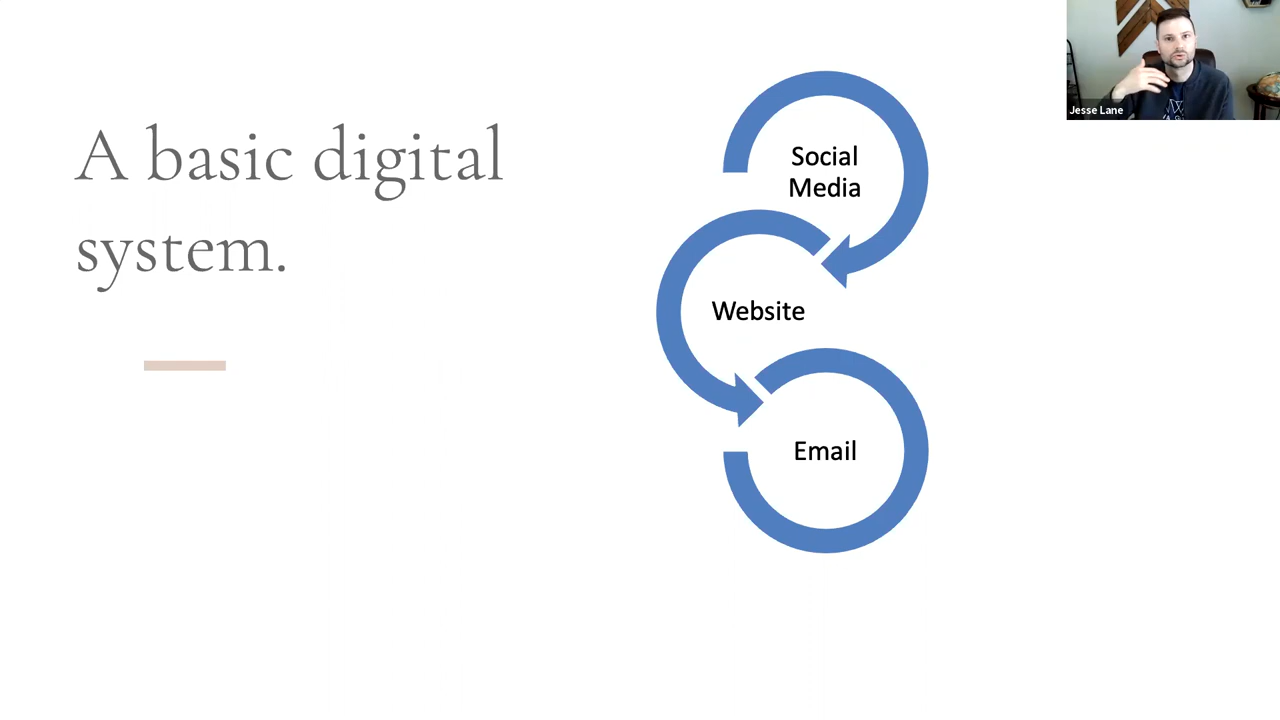 A basic digital
system.
Social
Media
Website
Email
Jesse Lane